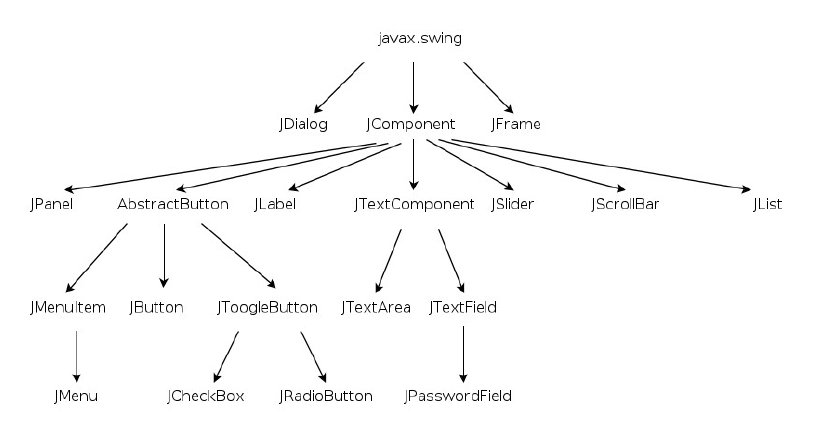 javax.swing
JDialog JComponent JFrame
JPanel AbstractButton JLabel JTextComponent JSlider JScrollBar JList
JMenuItem JButton JToogleButton JTextArea JTextField
JMenu JCheckBox JRadioButton JPasswordField